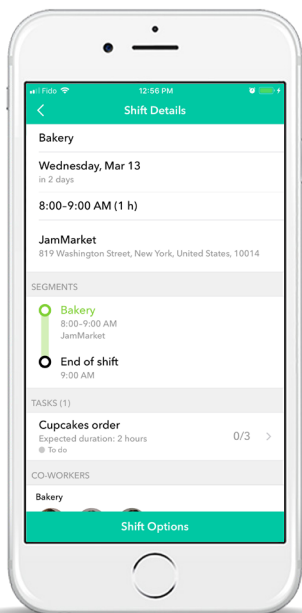 Fido
12:56 PM
Shift Details
Bakery
Wednesday, Mar 13
in 2 days
8:00–9:00 AM (1 h)
JamMarket
819 Washington Street, New York, United States, 10014
SEGMENTS
Bakery
8:00–9:00 AM
JamMarket
End of shift
9:00 AM
TASKS (1)
Cupcakes order
Expected duration: 2 hours
0/3
To do
CO-WORKERS
Bakery
Shift Options